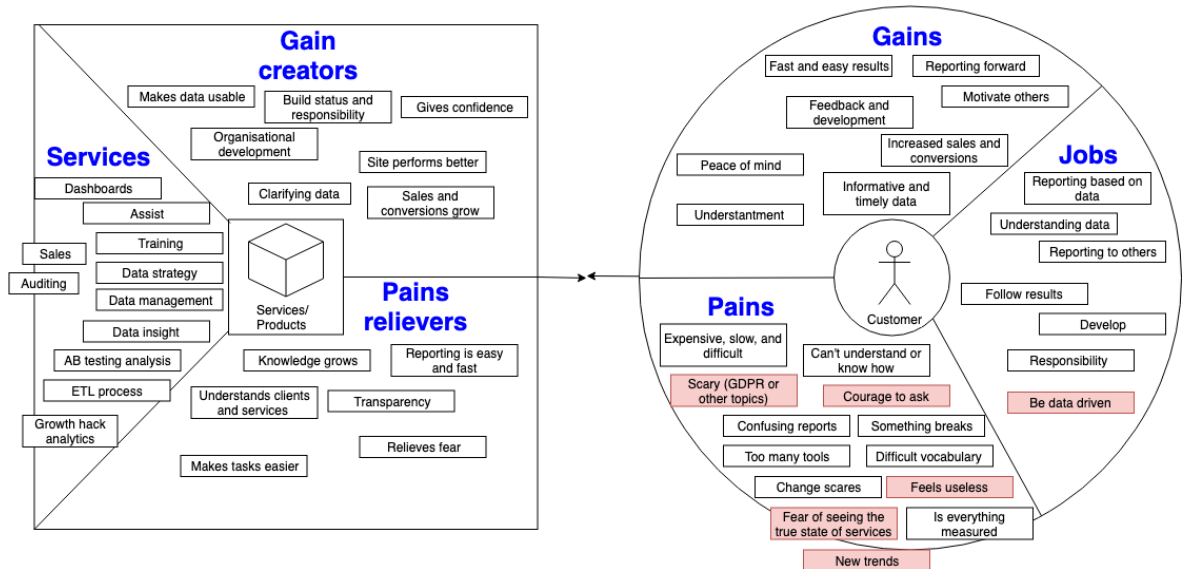 Gain
creators
Makes data usable
Build status and
responsibility
Gives confidence
Organisational
development
Site performs better
Clarifying data
Sales and
conversions grow
Services
Dashboards
Assist
Training
Sales
Data strategy
Auditing
Data management
Data insight
AB testing analysis
ETL process
Growth hack
analytics
Services/
Products
Pains
relievers
Knowledge grows
Reporting is easy
and fast
Understands clients
and services
Transparency
Relieves fear
Makes tasks easier
Gains
Fast and easy results
Reporting forward
Motivate others
Feedback and
development
Increased sales and
conversions
Peace of mind
Informative and
timely data
Understantment
Jobs
Reporting based on
data
Understanding data
Reporting to others
Follow results
Develop
Responsibility
Be data driven
Customer
Pains
Expensive, slow, and
difficult
Can't understand or
know how
Scary (GDPR or
other topics)
Courage to ask
Confusing reports
Something breaks
Too many tools
Difficult vocabulary
Change scares
Feels useless
Fear of seeing the
true state of services
Is everything
measured
New trends